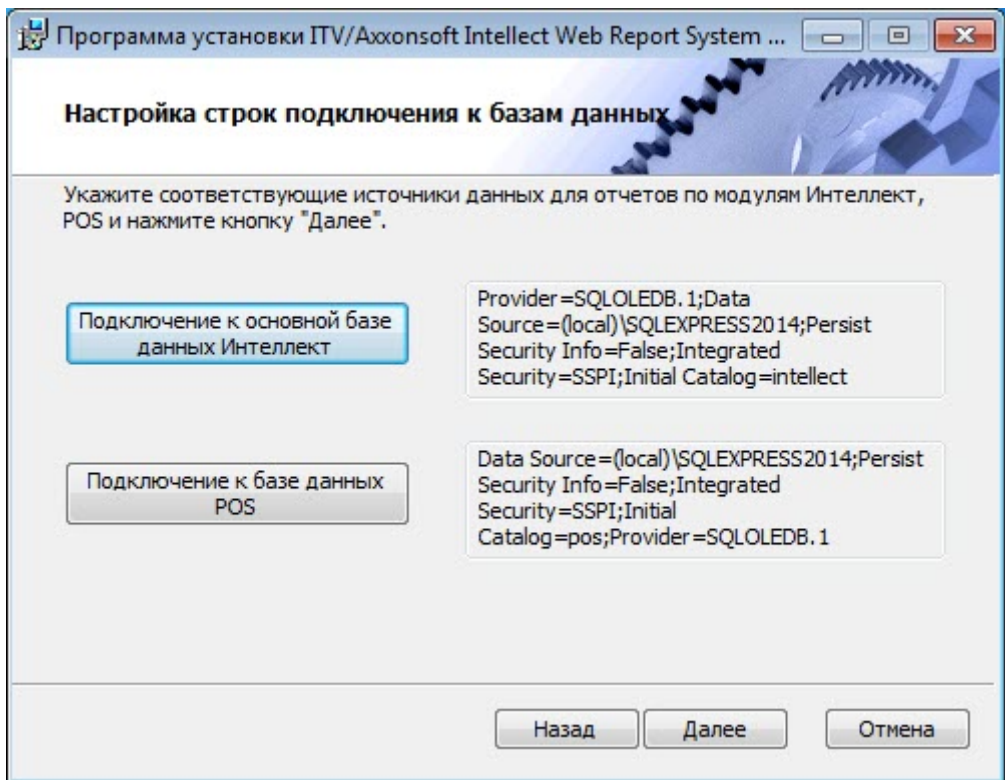 Программа установки ITV/Axxonsoft Intellect Web Report System ...
Настройка строк подключения к базам данных
Укажите соответствующие источники данных для отчетов по модулям Интеллект,
POS и нажмите кнопку "Далее".
Подключение к основной базе
данных Интеллект
Provider=SQLOLEDB.1;Data
Source=(local)\SQLEXPRESS2014;Persist
Security Info=False;Integrated
Security=SSPI;Initial Catalog=intellect
Подключение к базе данных
POS
Data Source=(local)\SQLEXPRESS2014;Persist
Security Info=False;Integrated
Security=SSPI;Initial
Catalog=pos;Provider=SQLOLEDB.1
Назад
Далее
Отмена